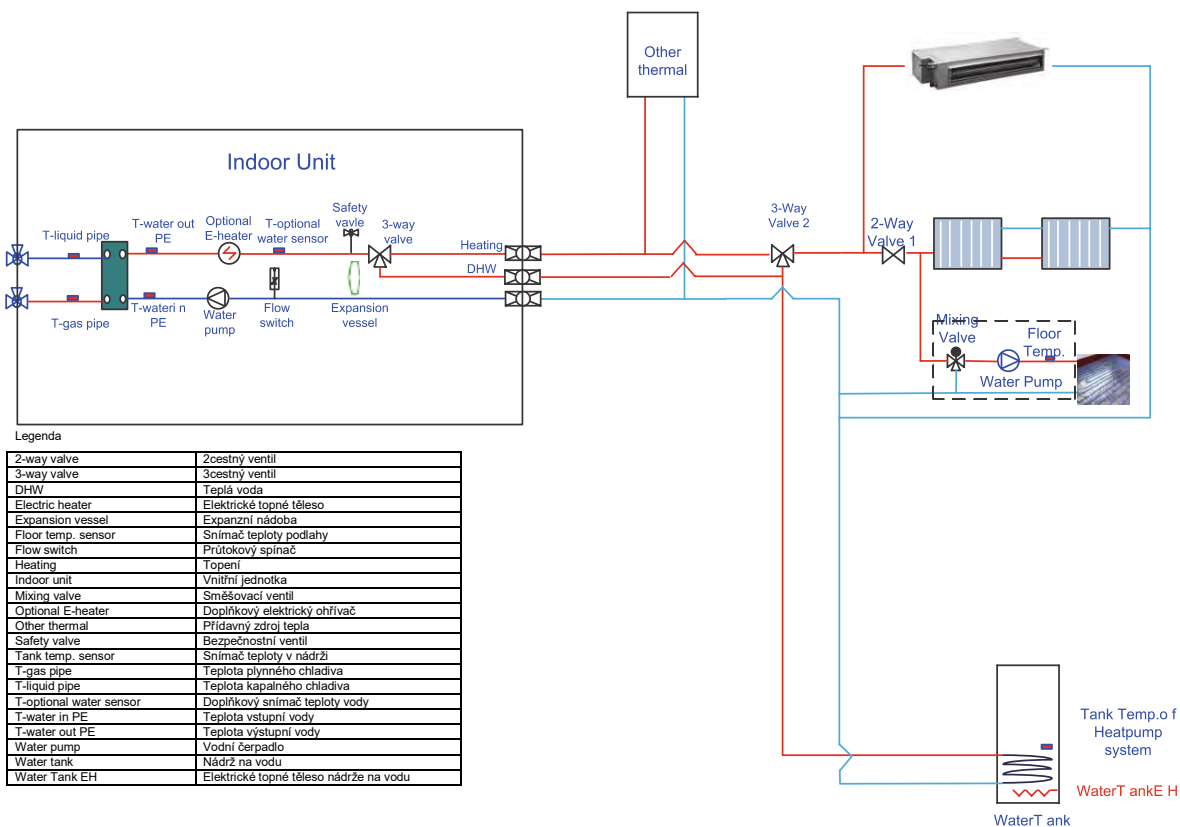 Other
thermal
Indoor Unit
T-liquid pipe
T-water out
PE
Optional
E-heater
T-optional
water sensor
Safety
vavle
3-way
valve
Heating
DHW
T-gas pipe
T-wateri n
PE
Water
pump
Flow
switch
Expansion
vessel
3-Way
Valve 2
2-Way
Valve 1
Mixing
Valve
Floor
Temp.
Water Pump
Tank Temp.o f
Heatpump
system
WaterT ankE H
WaterT ank
Legenda
2-way valve 2cestný ventil
3-way valve 3cestný ventil
DHW Teplá voda
Electric heater Elektrické topné těleso
Expansion vessel Expanzní nádoba
Floor temp. sensor Snímač teploty podlahy
Flow switch Průtokový spínač
Heating Topení
Indoor unit Vnitřní jednotka
Mixing valve Směšovací ventil
Optional E-heater Doplňkový elektrický ohřívač
Other thermal Přídavný zdroj tepla
Safety valve Bezpečnostní ventil
Tank temp. sensor Snímač teploty v nádrži
T-gas pipe Teplota plynného chladiva
T-liquid pipe Teplota kapalného chladiva
T-optional water sensor Doplňkový snímač teploty vody
T-water in PE Teplota vstupní vody
T-water out PE Teplota výstupní vody
Water pump Vodní čerpadlo
Water tank Nádrž na vodu
Water Tank EH Elektrické topné těleso nádrže na vodu